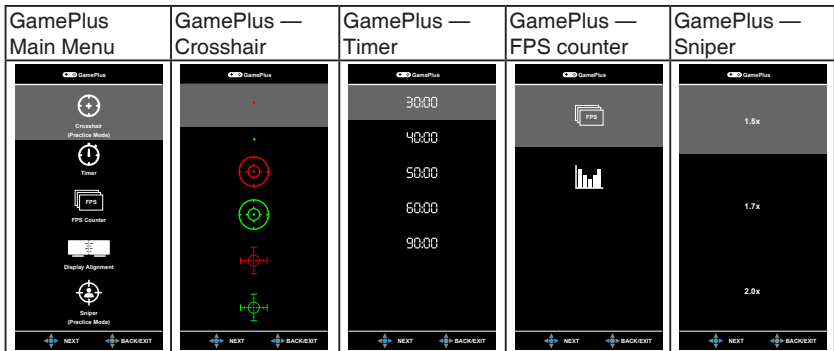 GamePlus
Main Menu
GamePlus —
Crosshair
GamePlus —
Timer
GamePlus —
FPS counter
GamePlus —
Sniper
GamePlus
Crosshair
(Practice Mode)
Timer
FPS
FPS Counter
Display Alignment
Sniper
(Practice Mode)
NEXT BACK/EXIT
GamePlus
NEXT BACK/EXIT
GamePlus
30:00
40:00
50:00
60:00
90:00
NEXT BACK/EXIT
GamePlus
FPS
NEXT BACK/EXIT
GamePlus
1.5x
1.7x
2.0x
NEXT BACK/EXIT